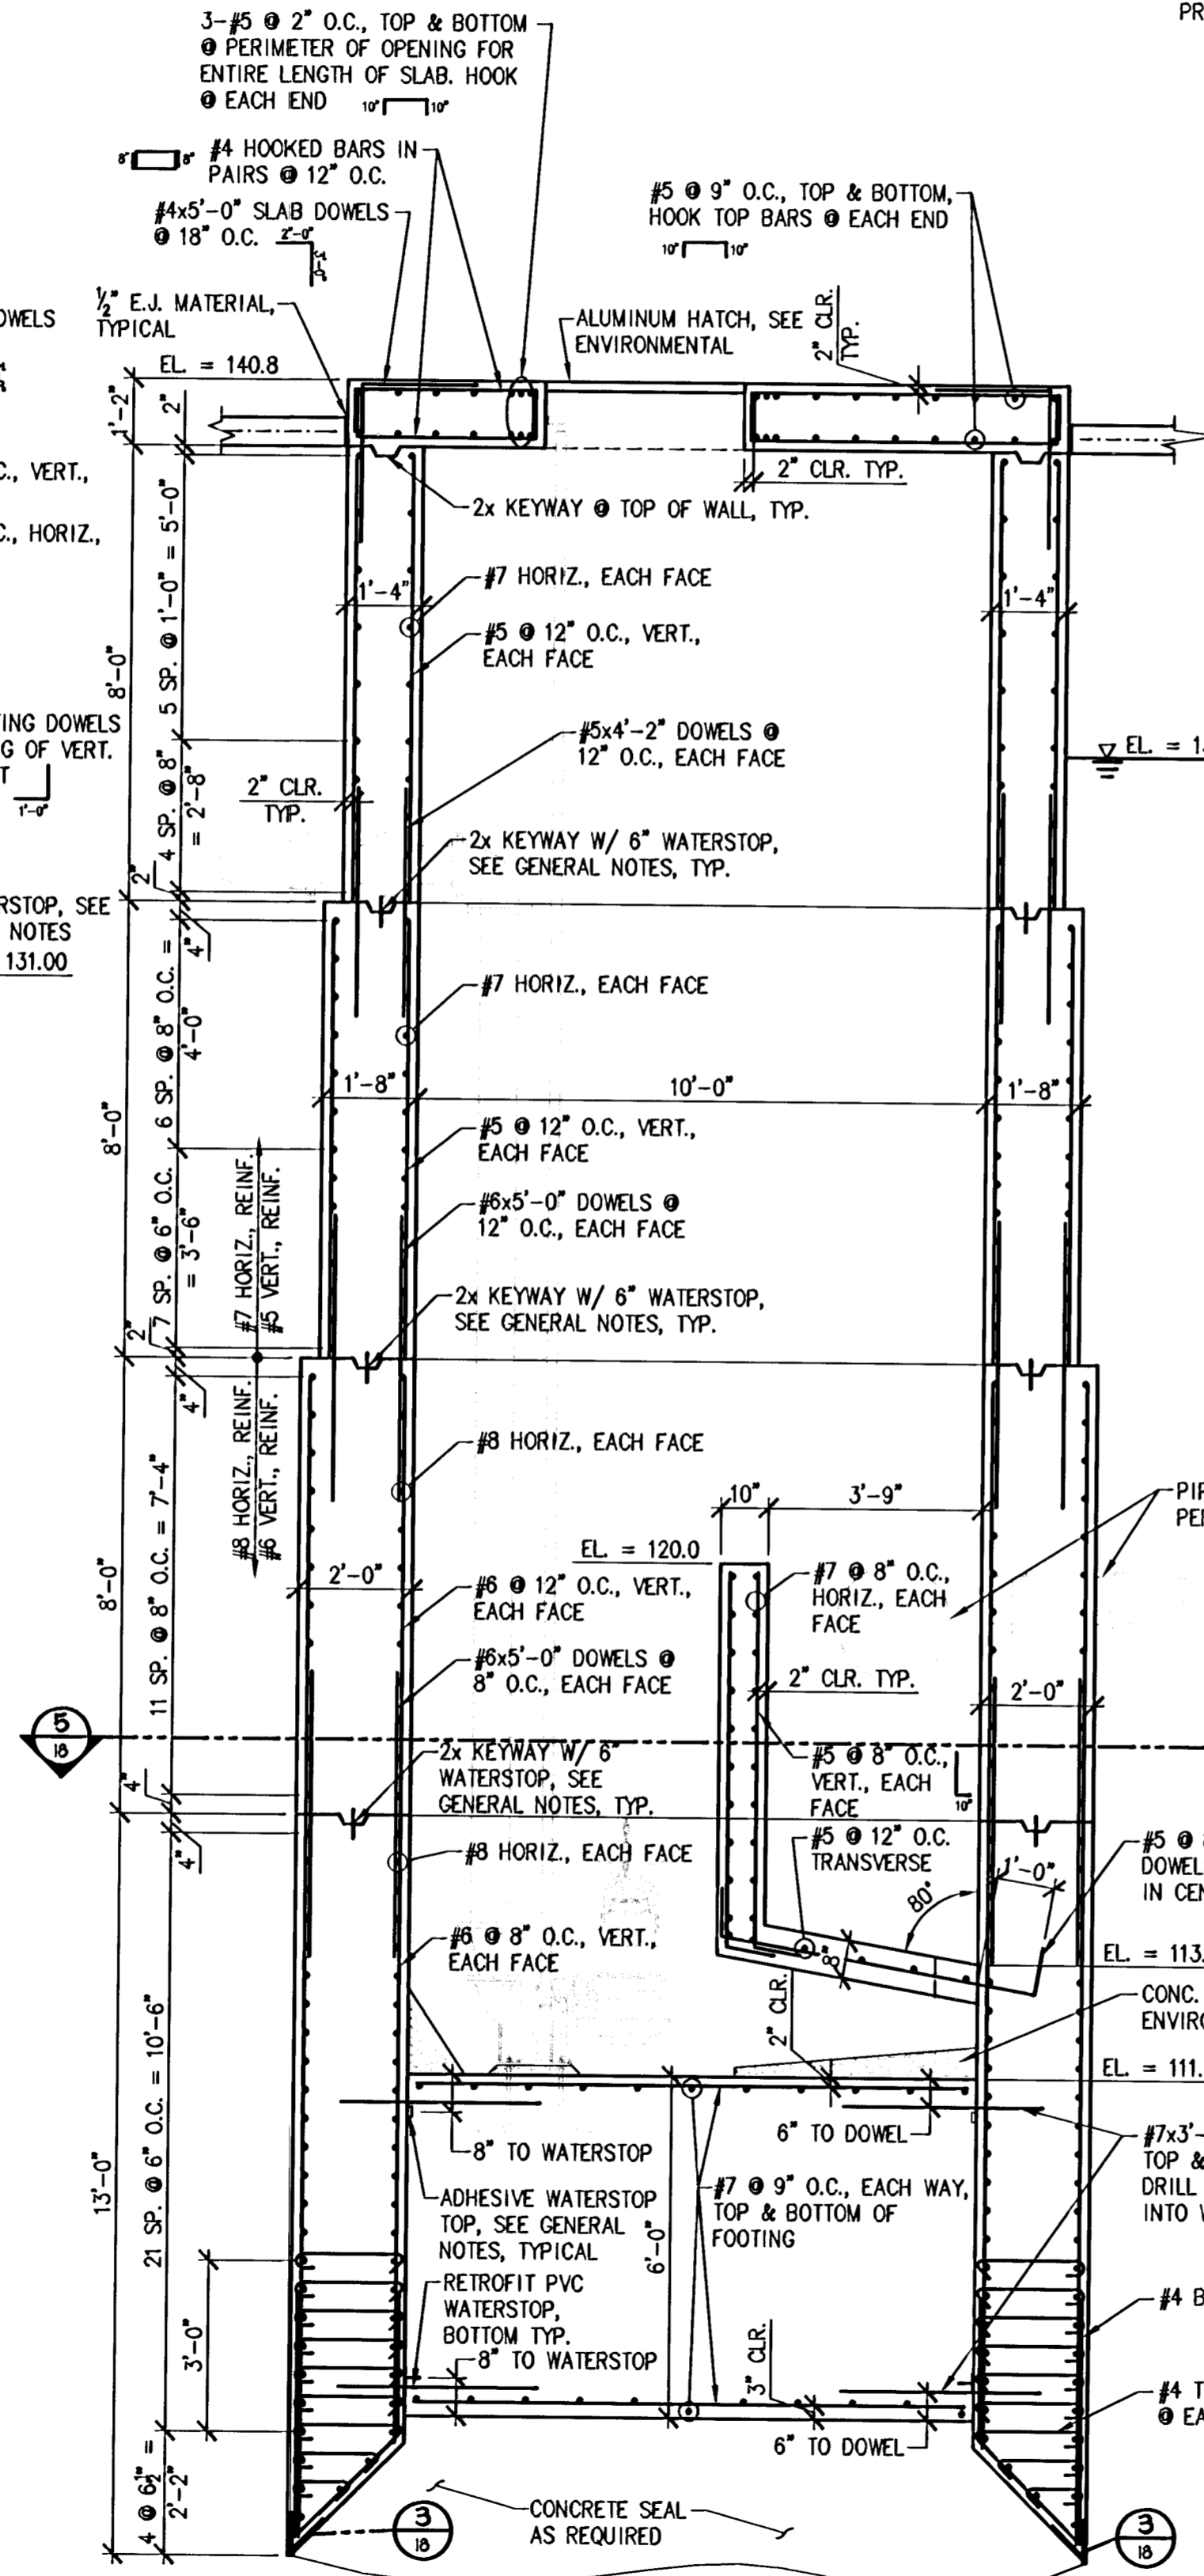 PR
3-#5 @ 2" O.C., TOP & BOTTOM
@ PERIMETER OF OPENING FOR
ENTIRE LENGTH OF SLAB. HOOK
@ EACH END
10" 10"
8" 8"
#4 HOOKED BARS IN
PAIRS @ 12" O.C.
#4x5'-0" SLAB DOWELS
@ 18" O.C.
2'-0"
3'-0"
#5 @ 9" O.C., TOP & BOTTOM,
HOOK TOP BARS @ EACH END
10" 10"
½" E.J. MATERIAL,
TYPICAL
OWELS
ALUMINUM HATCH, SEE
ENVIRONMENTAL
2" CLR.
TYP.
EL. = 140.8
1'-2"
2"
C., VERT.,
C., HORIZ.,
2" CLR. TYP.
2x KEYWAY @ TOP OF WALL, TYP.
5 SP. @ 1'-0" = 5'-0"
8'-0"
1'-4"
1'-4"
#7 HORIZ., EACH FACE
#5 @ 12" O.C., VERT.,
EACH FACE
TING DOWELS
G OF VERT.
T
1'-0"
#5x4'-2" DOWELS @
12" O.C., EACH FACE
EL. = 1
2" CLR.
TYP.
4 SP. @ 8"
= 2'-8"
2"
2x KEYWAY W/ 6" WATERSTOP,
SEE GENERAL NOTES, TYP.
RSTOP, SEE
NOTES
131.00
4"
6 SP. @ 8" O.C. =
4'-0"
#7 HORIZ., EACH FACE
1'-8"
10'-0"
1'-8"
8'-0"
#5 @ 12" O.C., VERT.,
EACH FACE
#6x5'-0" DOWELS @
12" O.C., EACH FACE
7 SP. @ 6" O.C.
= 3'-6"
#7 HORIZ., REINF.
#5 VERT., REINF.
2"
2x KEYWAY W/ 6" WATERSTOP,
SEE GENERAL NOTES, TYP.
4"
#8 HORIZ., REINF.
#6 VERT., REINF.
#8 HORIZ., EACH FACE
11 SP. @ 8" O.C. = 7'-4"
8'-0"
10"
3'-9"
PIP
PE
EL. = 120.0
2'-0"
#6 @ 12" O.C., VERT.,
EACH FACE
#7 @ 8" O.C.,
HORIZ., EACH
FACE
#6x5'-0" DOWELS @
8" O.C., EACH FACE
2" CLR. TYP.
2'-0"
5
18
4"
2x KEYWAY W/ 6"
WATERSTOP, SEE
GENERAL NOTES, TYP.
#5 @ 8" O.C.,
VERT., EACH
FACE
10"
4"
#8 HORIZ., EACH FACE
#5 @ 12" O.C.
TRANSVERSE
1'-0"
#5 @
DOWEL
IN CEN
80°
8"
#6 @ 8" O.C., VERT.,
EACH FACE
EL. = 113.
CONC.
ENVIR
2" CLR.
EL. = 111.
21 SP. @ 6" O.C. = 10'-6"
13'-0"
8" TO WATERSTOP
6" TO DOWEL
#7x3'-
TOP &
DRILL
INTO W
ADHESIVE WATERSTOP
TOP, SEE GENERAL
NOTES, TYPICAL
#7 @ 9" O.C., EACH WAY,
TOP & BOTTOM OF
FOOTING
6'-0"
3'-0"
RETROFIT PVC
WATERSTOP,
BOTTOM TYP.
8" TO WATERSTOP
3" CLR.
6" TO DOWEL
#4 B
#4 T
@ EA
4 @ 6½" =
2'-2"
CONCRETE SEAL
AS REQUIRED
3
18
3
18